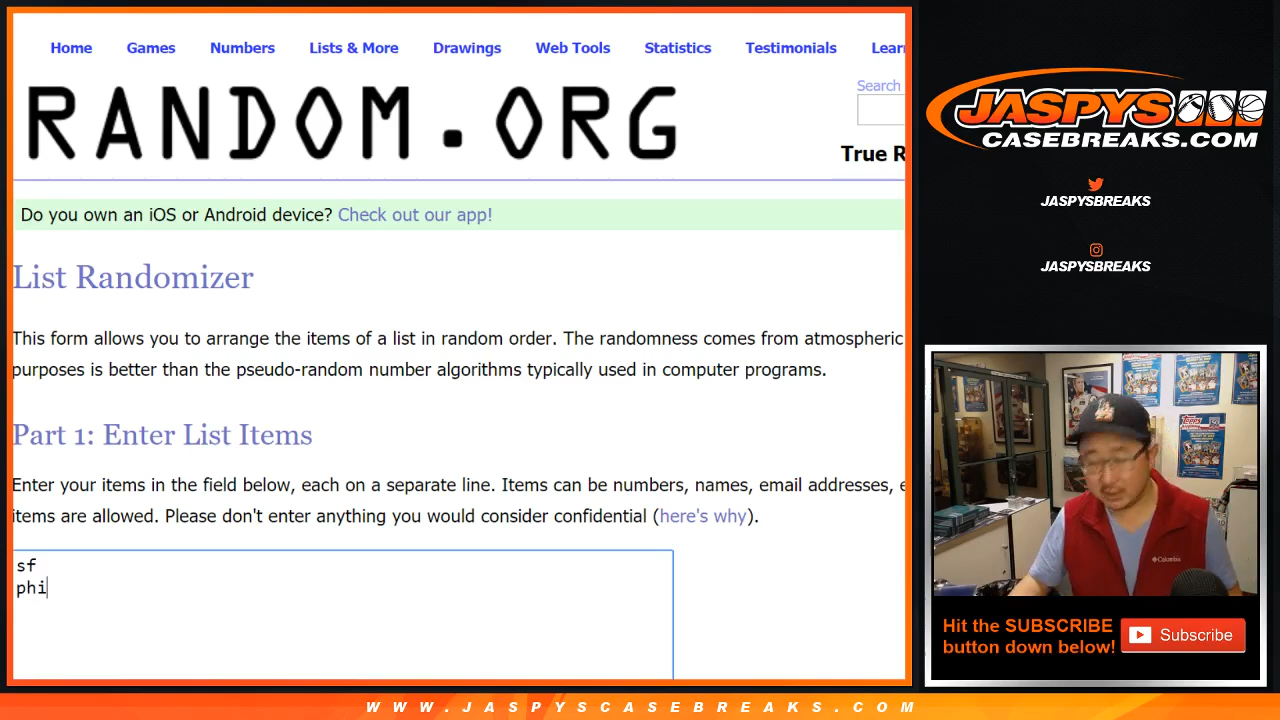 Home Games Numbers Lists & More Drawings Web Tools Statistics Testimonials Lear
RANDOM.ORG
Search
True R
Do you own an iOS or Android device? Check out our app!
List Randomizer
This form allows you to arrange the items of a list in random order. The randomness comes from atmospheric
purposes is better than the pseudo-random number algorithms typically used in computer programs.
Part 1: Enter List Items
Enter your items in the field below, each on a separate line. Items can be numbers, names, email addresses, e
items are allowed. Please don't enter anything you would consider confidential (here's why).
sf
phi
JASPYS
CASEBREAKS.COM
JASPYSBREAKS
JASPYSBREAKS
Topps
Columbia
Hit the SUBSCRIBE
button down below!
Subscribe
WWW.JASPYSCASEBREAKS.COM